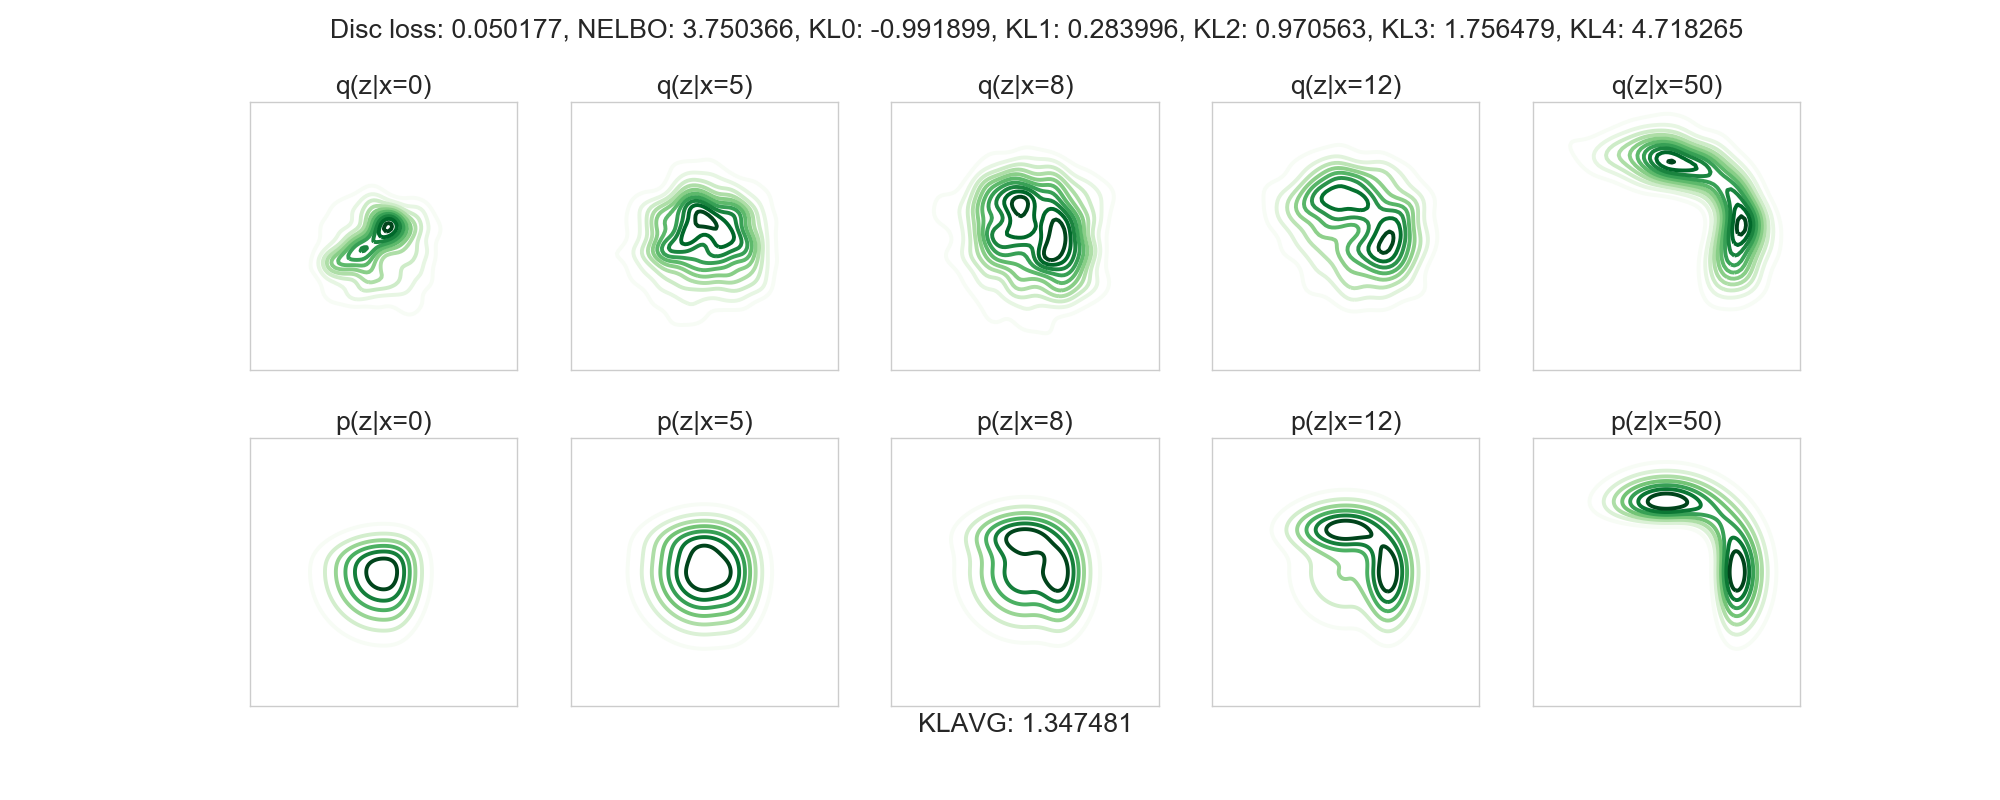 Disc loss: 0.050177, NELBO: 3.750366, KL0: -0.991899, KL1: 0.283996, KL2: 0.970563, KL3: 1.756479, KL4: 4.718265
q(z|x=0) q(z|x=5) q(z|x=8) q(z|x=12) q(z|x=50)
p(z|x=0) p(z|x=5) p(z|x=8) p(z|x=12) p(z|x=50)
KLAVG: 1.347481